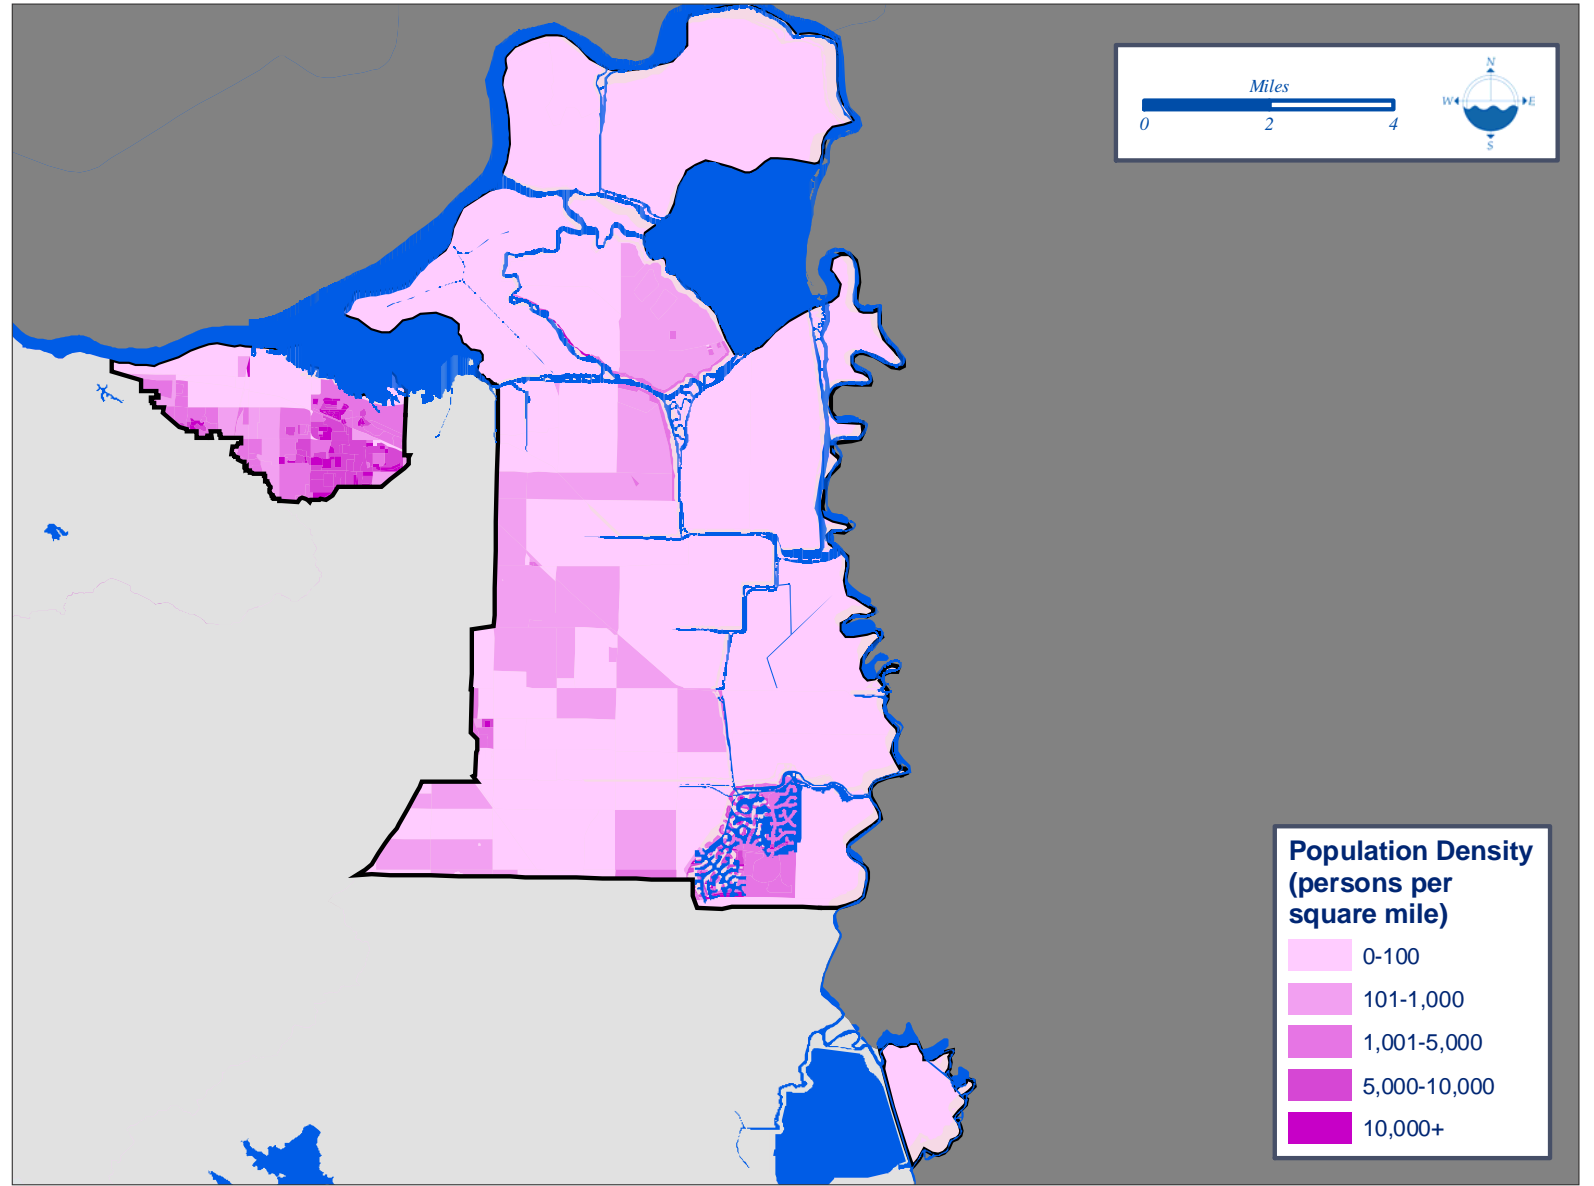 Miles
0 2 4
N
W E
S
Population Density
(persons per
square mile)
0-100
101-1,000
1,001-5,000
5,000-10,000
10,000+